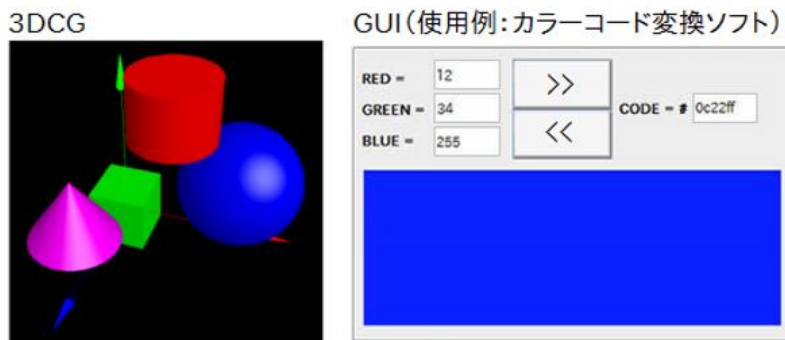 3DCG
GUI(使用例:カラーコード変換ソフト)
RED = 12
GREEN = 34
BLUE = 255
>>
<<
CODE = # 0c22ff